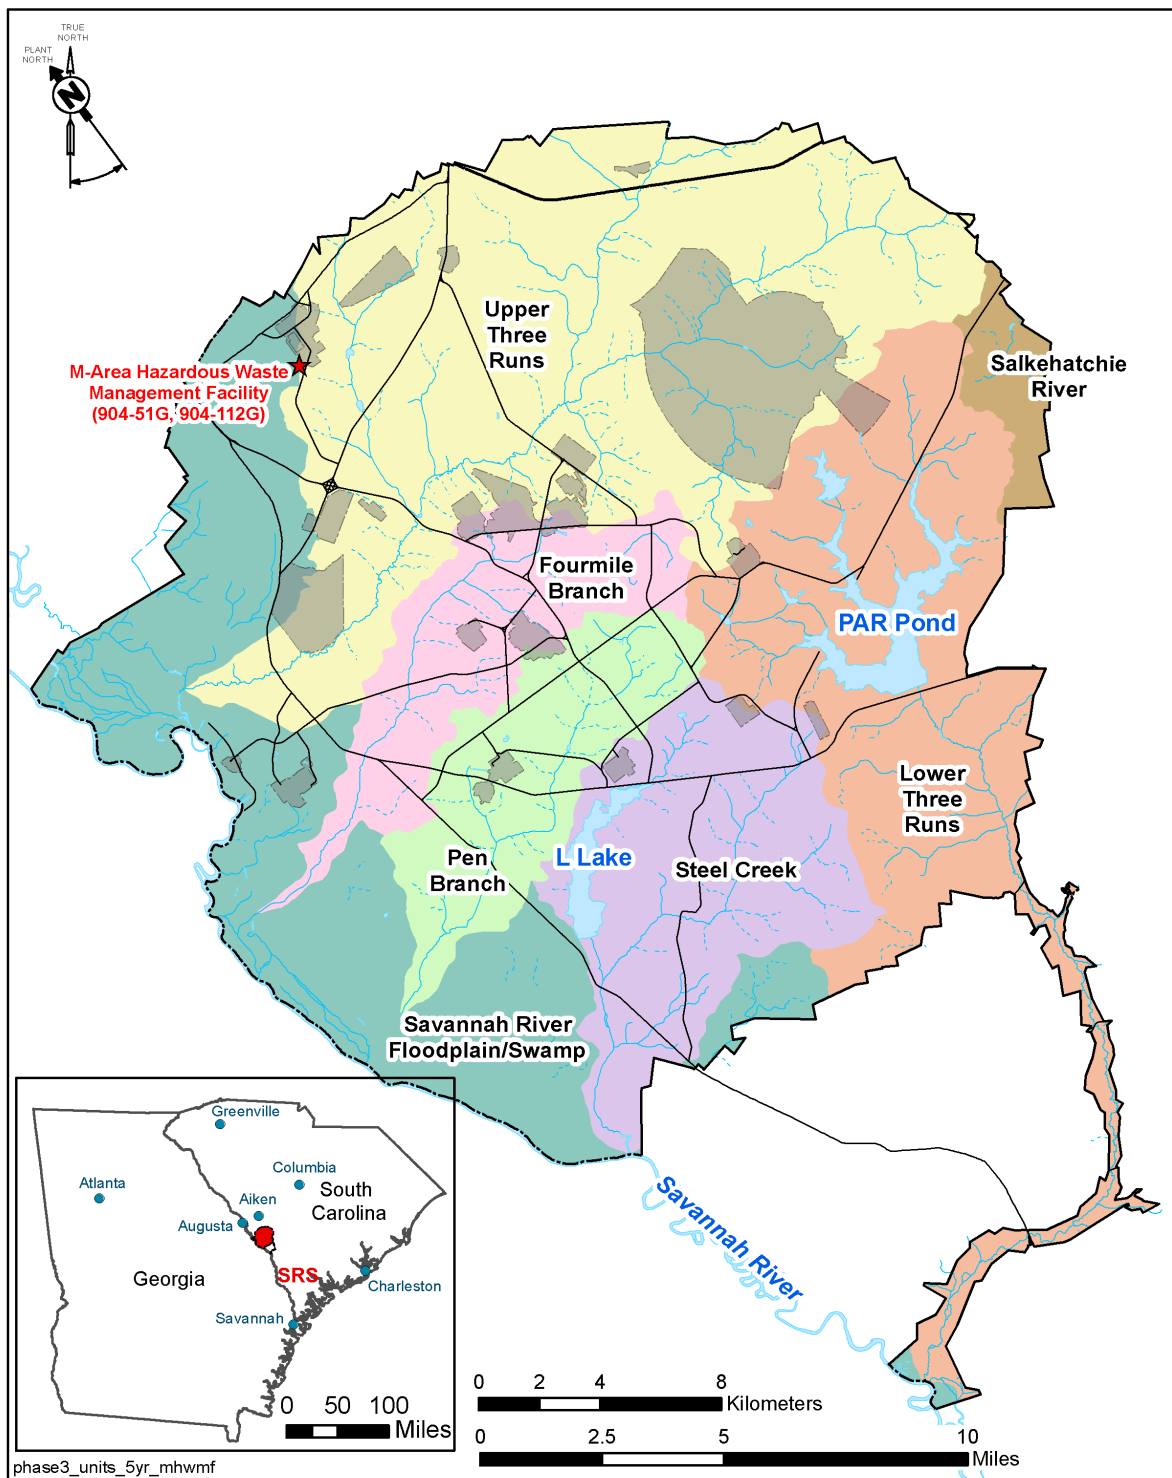 TRUE
NORTH
PLANT
NORTH
N
Upper
Three
Runs
Salkehatchie
River
M-Area Hazardous Waste
Management Facility
(904-51G, 904-112G)
Fourmile
Branch
PAR Pond
Lower
Three
Runs
Pen
Branch
L Lake
Steel Creek
Savannah River
Floodplain/Swamp
Savannah River
Greenville
Atlanta
Columbia
Aiken
South
Carolina
Augusta
Georgia
SRS
Charleston
Savannah
0 50 100
Miles
0 2 4 8
Kilometers
0 2.5 5 10
Miles
phase3_units_5yr_mhwmf